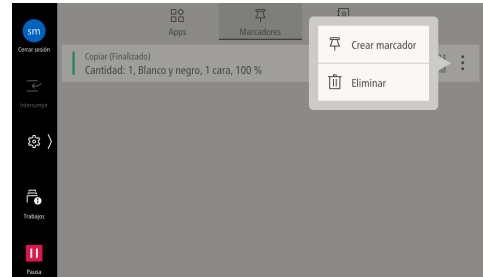 sm
Cerrar sesión
Interrumpir
Trabajos
Pausa
Apps
Marcadores
Copiar (Finalizado)
Cantidad: 1, Blanco y negro, 1 cara, 100 %
Crear marcador
Eliminar